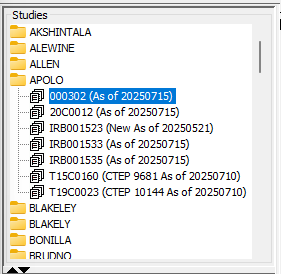 Studies
AKSHINTALA
ALEWINE
ALLEN
APOLO
000302 (As of 20250715)
20C0012 (As of 20250715)
IRB001523 (New As of 20250521)
IRB001533 (As of 20250715)
IRB001535 (As of 20250715)
T15C0160 (CTEP 9681 As of 20250710)
T19C0023 (CTEP 10144 As of 20250710)
BLAKELEY
BLAKELY
BONILLA
BRUDNO